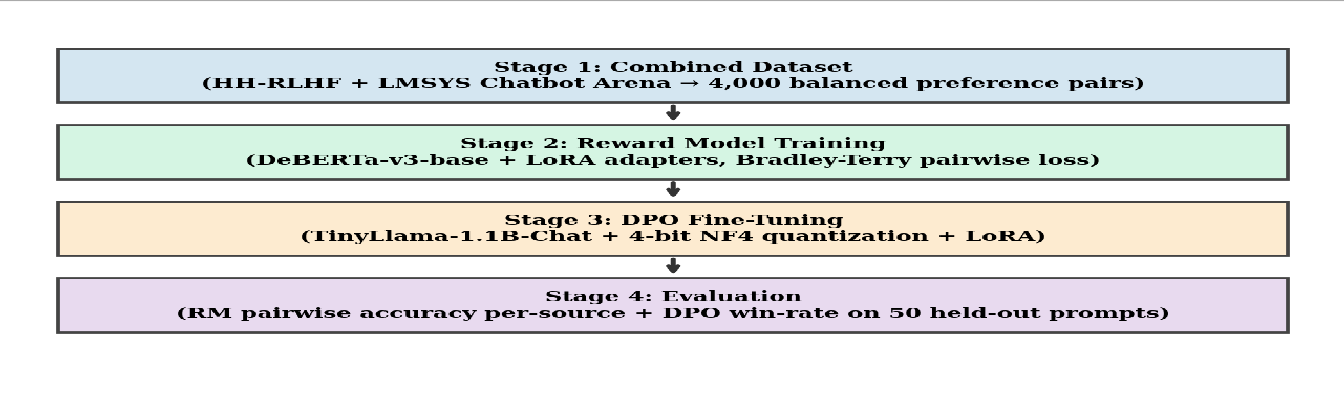 Stage 1: Combined Dataset
(HH-RLHF + LMSYS Chatbot Arena → 4,000 balanced preference pairs)
Stage 2: Reward Model Training
(DeBERTa-v3-base + LoRA adapters, Bradley-Terry pairwise loss)
Stage 3: DPO Fine-Tuning
(TinyLlama-1.1B-Chat + 4-bit NF4 quantization + LoRA)
Stage 4: Evaluation
(RM pairwise accuracy per-source + DPO win-rate on 50 held-out prompts)